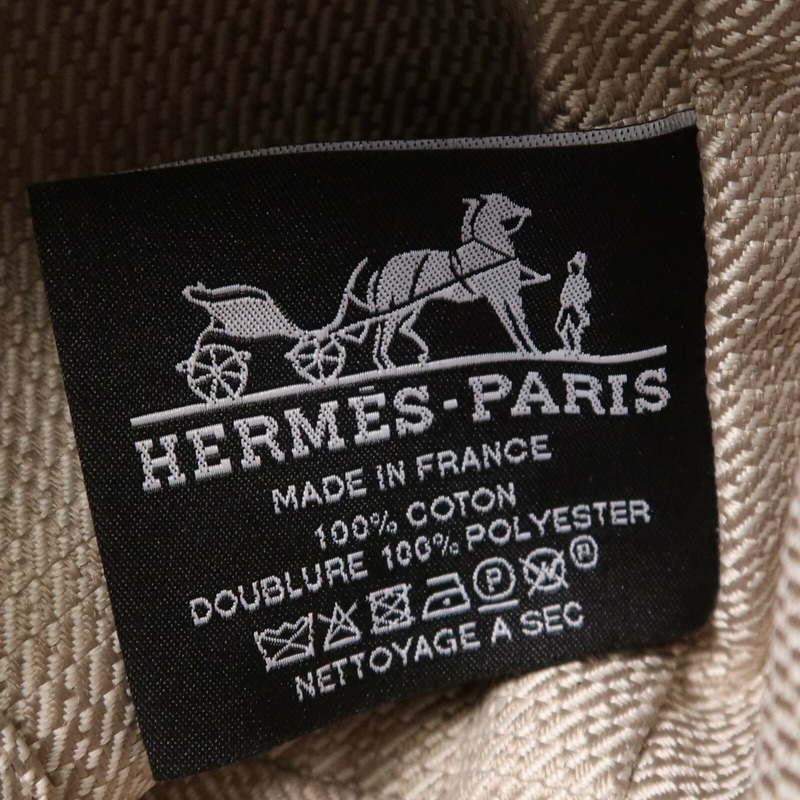 HERMÈS-PARIS
MADE IN FRANCE
100% COTON
DOUBLURE 100% POLYESTER
P W ®
NETTOYAGE A SEC